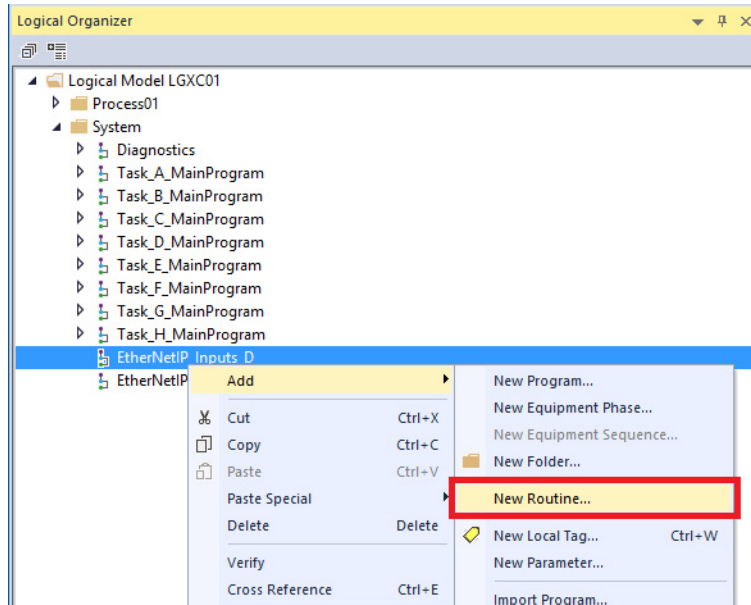 Logical Organizer
Logical Model LGXC01
Process01
System
Diagnostics
Task_A_MainProgram
Task_B_MainProgram
Task_C_MainProgram
Task_D_MainProgram
Task_E_MainProgram
Task_F_MainProgram
Task_G_MainProgram
Task_H_MainProgram
EtherNetIP_Inputs_D
EtherNetIP
Add
Cut Ctrl+X
Copy Ctrl+C
Paste Ctrl+V
Paste Special
Delete Delete
Verify
Cross Reference Ctrl+E
New Program...
New Equipment Phase...
New Equipment Sequence...
New Folder...
New Routine...
New Local Tag... Ctrl+W
New Parameter...
Import Program...